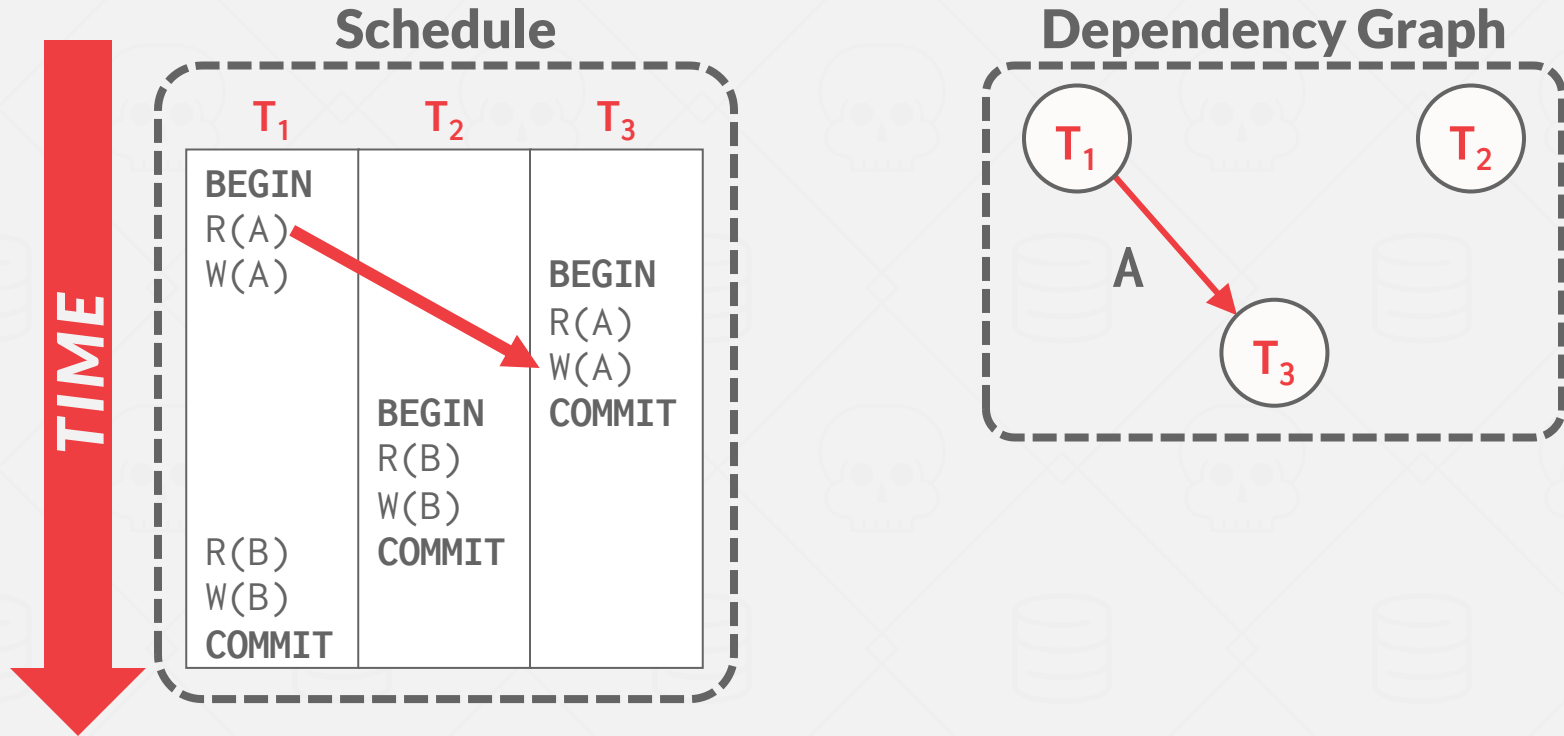 Schedule
Dependency Graph
TIME
T₁ T₂ T₃
BEGIN
R(A)
W(A) BEGIN
R(A)
W(A)
BEGIN COMMIT
R(B)
W(B)
R(B) COMMIT
W(B)
COMMIT
T₁ T₂
A
T₃